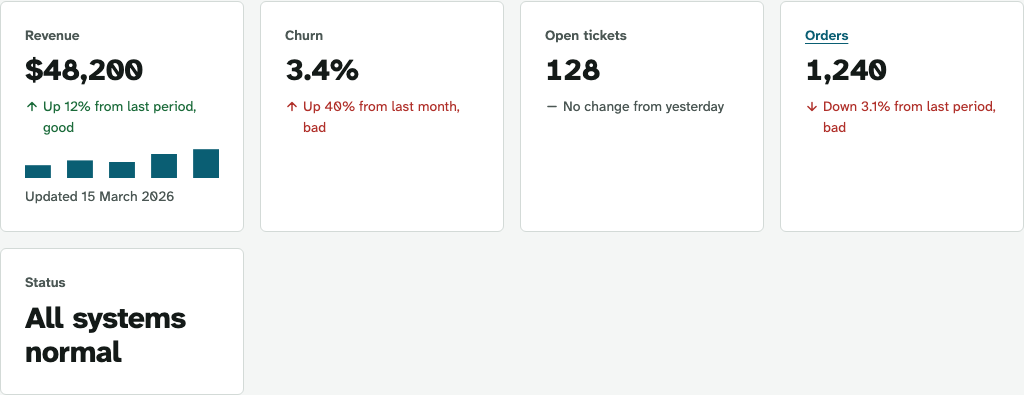 Revenue
$48,200
↑ Up 12% from last period,
good
Updated 15 March 2026
Churn
3.4%
↑ Up 40% from last month,
bad
Open tickets
128
— No change from yesterday
Orders
1,240
↓ Down 3.1% from last period,
bad
Status
All systems
normal